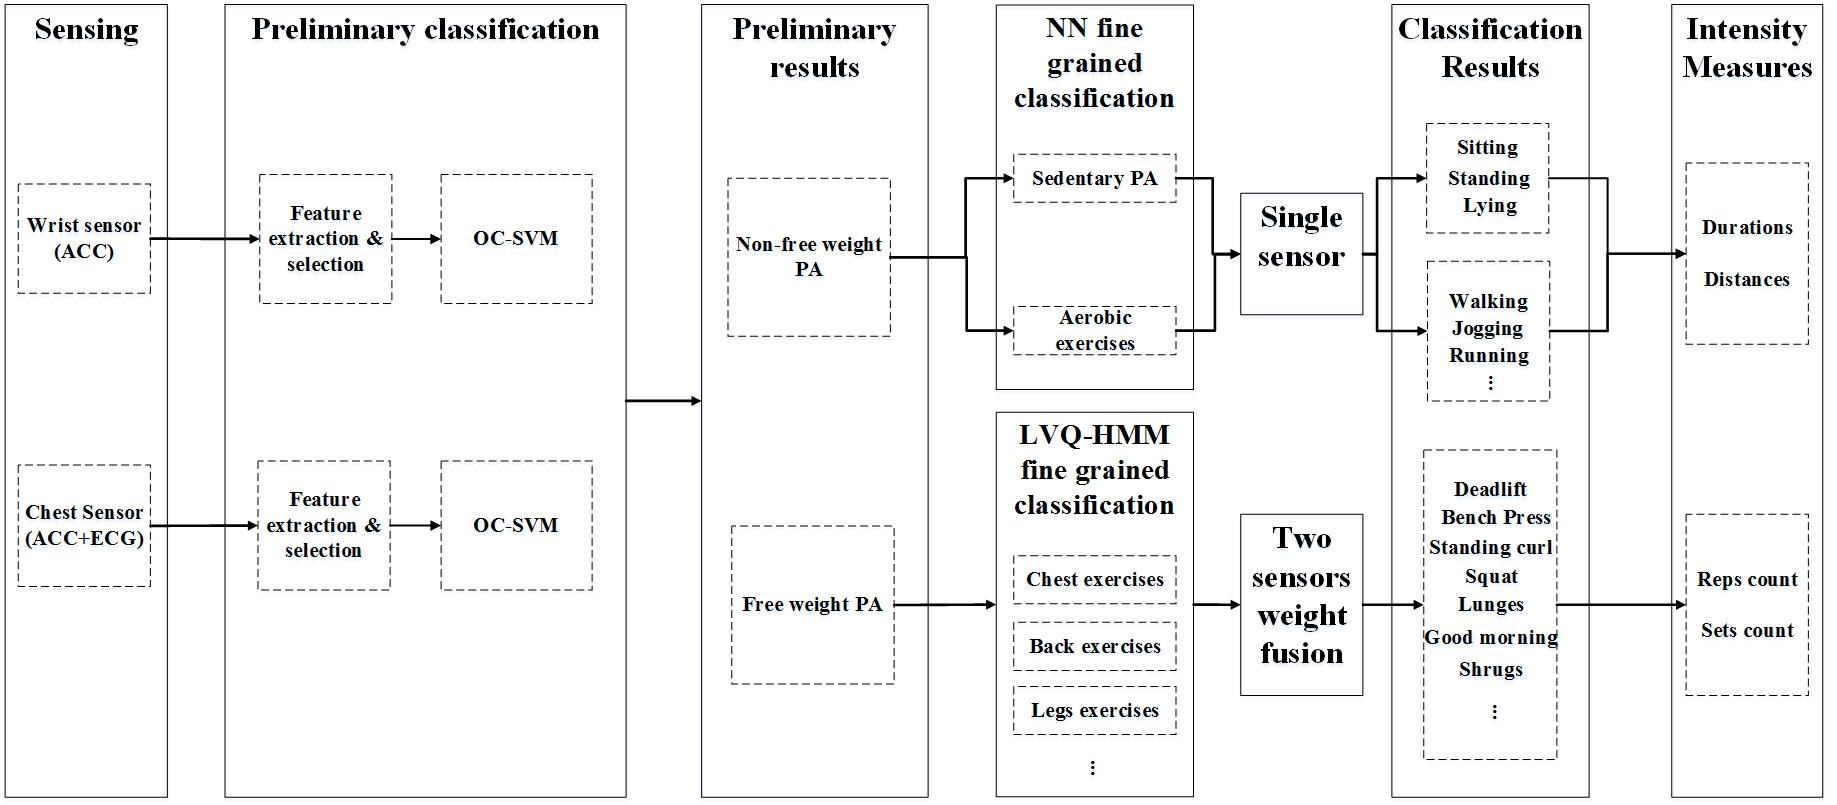 Sensing
Wrist sensor
(ACC)
Chest Sensor
(ACC+ECG)
Preliminary classification
Feature
extraction &
selection
OC-SVM
Feature
extraction &
selection
OC-SVM
Preliminary
results
Non-free weight
PA
Free weight PA
NN fine
grained
classification
Sedentary PA
Aerobic
exercises
LVQ-HMM
fine grained
classification
Chest exercises
Back exercises
Legs exercises
⋮
Single
sensor
Two
sensors
weight
fusion
Classification
Results
Sitting
Standing
Lying
Walking
Jogging
Running
⋮
Deadlift
Bench Press
Standing curl
Squat
Lunges
Good morning
Shrugs
⋮
Intensity
Measures
Durations
Distances
Reps count
Sets count